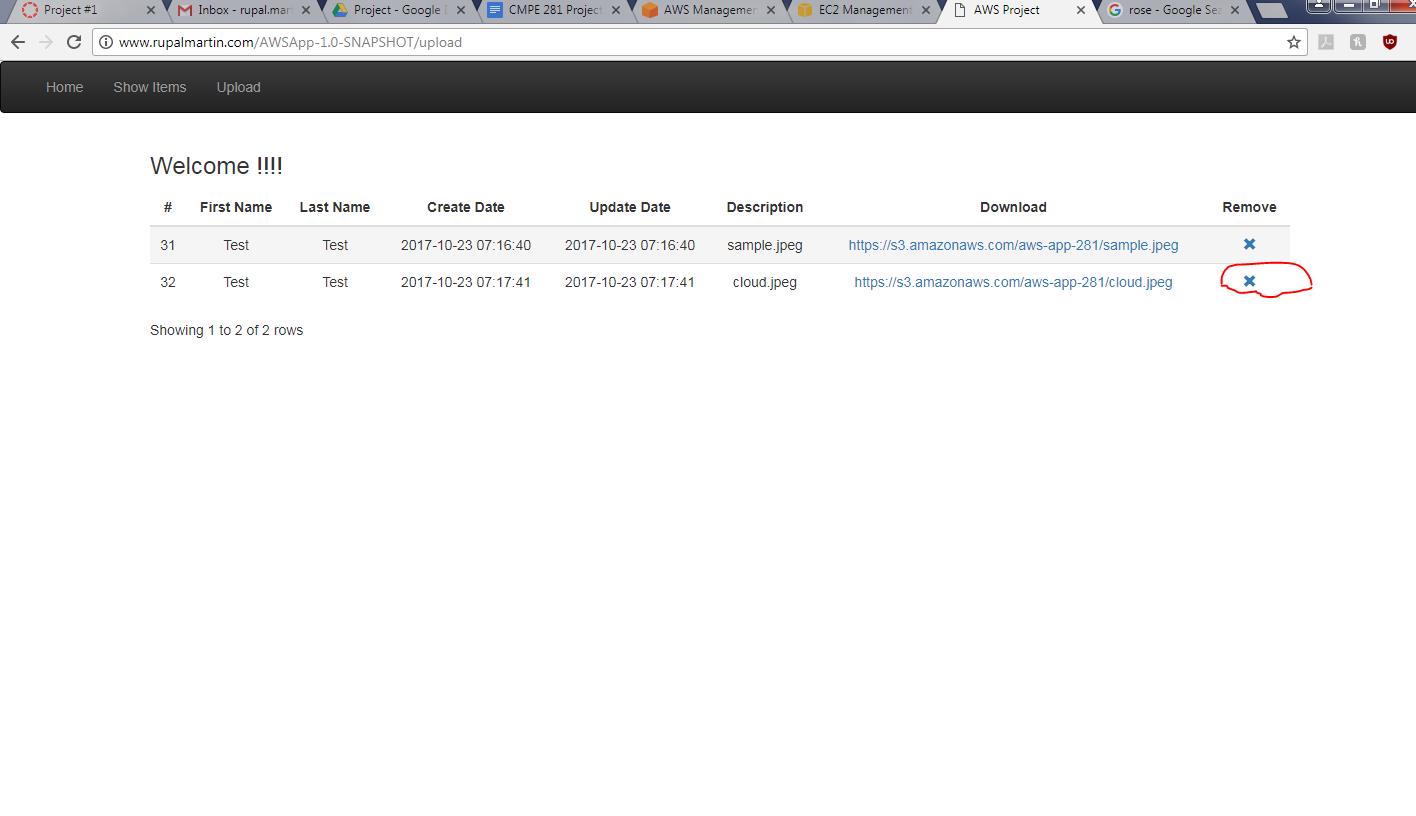 Project #1 Inbox - rupal.mar Project - Google CMPE 281 Project AWS Managemen EC2 Management AWS Project rose - Google Sea
www.rupalmartin.com/AWSApp-1.0-SNAPSHOT/upload
Home Show Items Upload
Welcome !!!!
# First Name Last Name Create Date Update Date Description Download Remove
31 Test Test 2017-10-23 07:16:40 2017-10-23 07:16:40 sample.jpeg https://s3.amazonaws.com/aws-app-281/sample.jpeg
32 Test Test 2017-10-23 07:17:41 2017-10-23 07:17:41 cloud.jpeg https://s3.amazonaws.com/aws-app-281/cloud.jpeg
Showing 1 to 2 of 2 rows